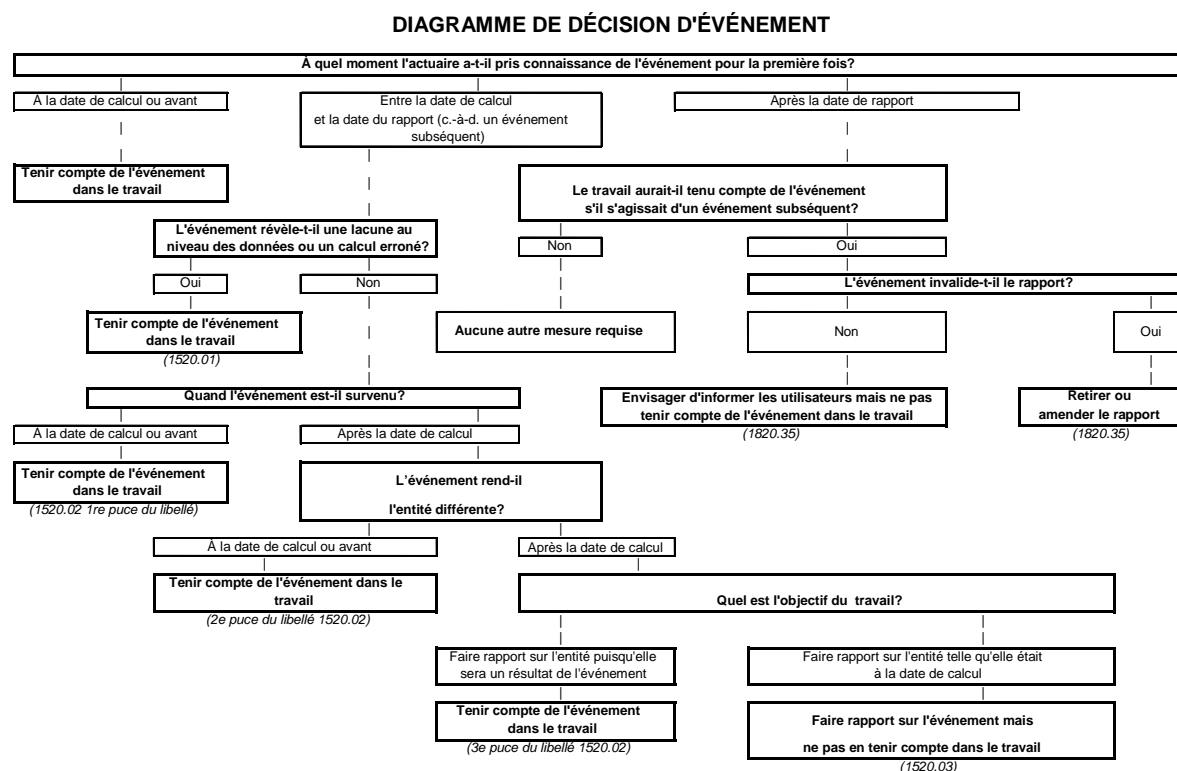 DIAGRAMME DE DÉCISION D'ÉVÉNEMENT
À quel moment l'actuaire a-t-il pris connaissance de l'événement pour la première fois?
À la date de calcul ou avant
Entre la date de calcul
et la date du rapport (c.-à-d. un événement
subséquent)
Après la date de rapport
Tenir compte de l'événement
dans le travail
Le travail aurait-il tenu compte de l'événement
s'il s'agissait d'un événement subséquent?
L'événement révèle-t-il une lacune au
niveau des données ou un calcul erroné?
Non
Oui
Oui
Non
L'événement invalide-t-il le rapport?
Tenir compte de l'événement
dans le travail
(1520.01)
Aucune autre mesure requise
Non
Oui
Quand l'événement est-il survenu?
Envisager d'informer les utilisateurs mais ne pas
tenir compte de l'événement dans le travail
(1820.35)
Retirer ou
amender le rapport
(1820.35)
À la date de calcul ou avant
Après la date de calcul
Tenir compte de l'événement
dans le travail
(1520.02 1re puce du libellé)
L'événement rend-il
l'entité différente?
À la date de calcul ou avant
Après la date de calcul
Tenir compte de l'événement dans le
travail
(2e puce du libellé 1520.02)
Quel est l'objectif du travail?
Faire rapport sur l'entité puisqu'elle
sera un résultat de l'événement
Faire rapport sur l'entité telle qu'elle était
à la date de calcul
Tenir compte de l'événement
dans le travail
(3e puce du libellé 1520.02)
Faire rapport sur l'événement mais
ne pas en tenir compte dans le travail
(1520.03)